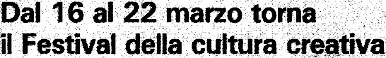 Dal 16 al 22 marzo torna
il Festival della cultura creativa